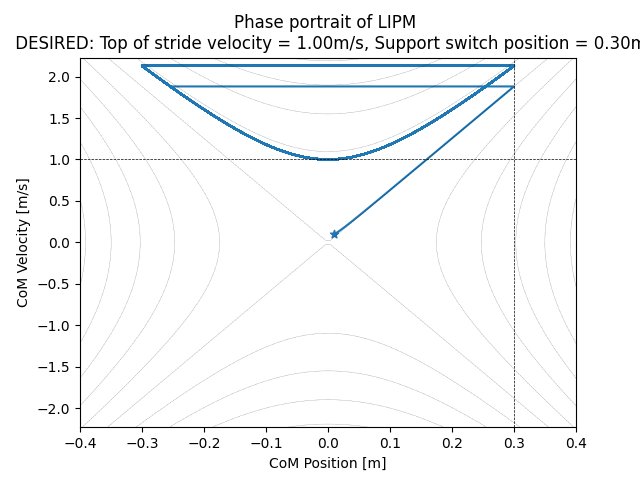 Phase portrait of LIPM
DESIRED: Top of stride velocity = 1.00m/s, Support switch position = 0.30m
2.0
1.5
1.0
0.5
0.0
−0.5
−1.0
−1.5
−2.0
CoM Velocity [m/s]
−0.4 −0.3 −0.2 −0.1 0.0 0.1 0.2 0.3 0.4
CoM Position [m]